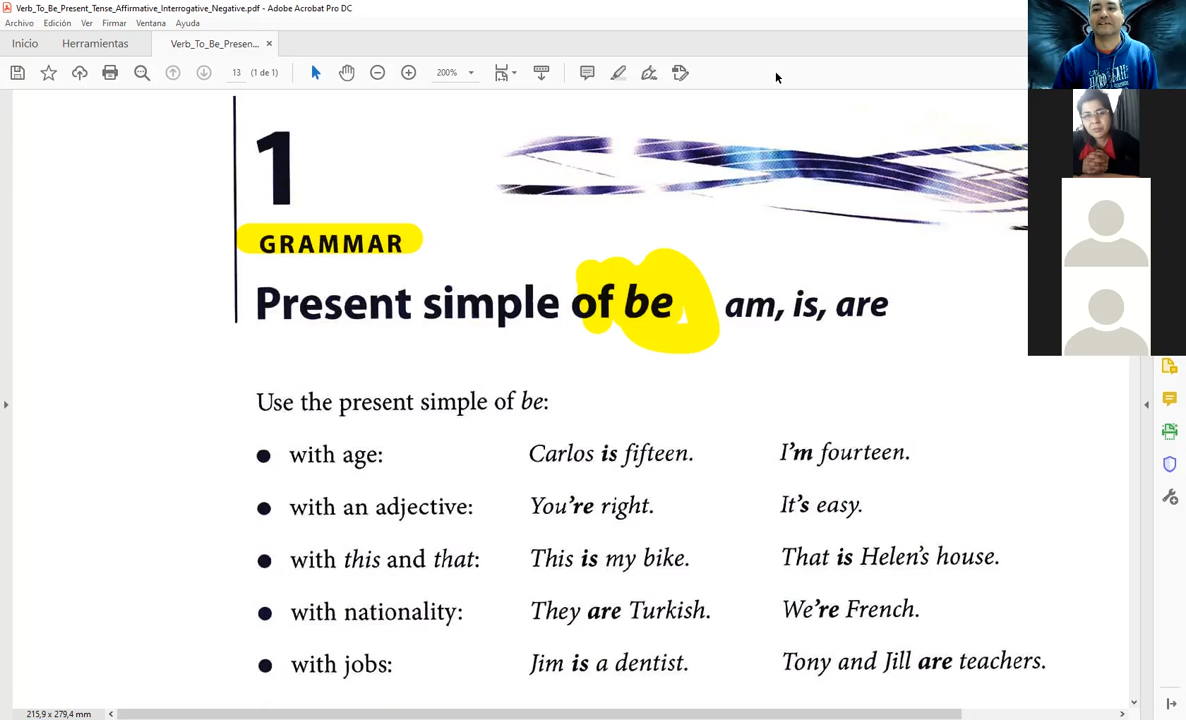 Verb_To_Be_Present_Tense_Affirmative_Interrogative_Negative.pdf - Adobe Acrobat Pro DC
Archivo Edición Ver Firmar Ventana Ayuda
Inicio Herramientas Verb_To_Be_Presen... ×
13 (1 de 1) 200%
1
GRAMMAR
Present simple of be am, is, are
Use the present simple of be:
● with age: Carlos is fifteen. I'm fourteen.
● with an adjective: You're right. It's easy.
● with this and that: This is my bike. That is Helen's house.
● with nationality: They are Turkish. We're French.
● with jobs: Jim is a dentist. Tony and Jill are teachers.
215,9 x 279,4 mm